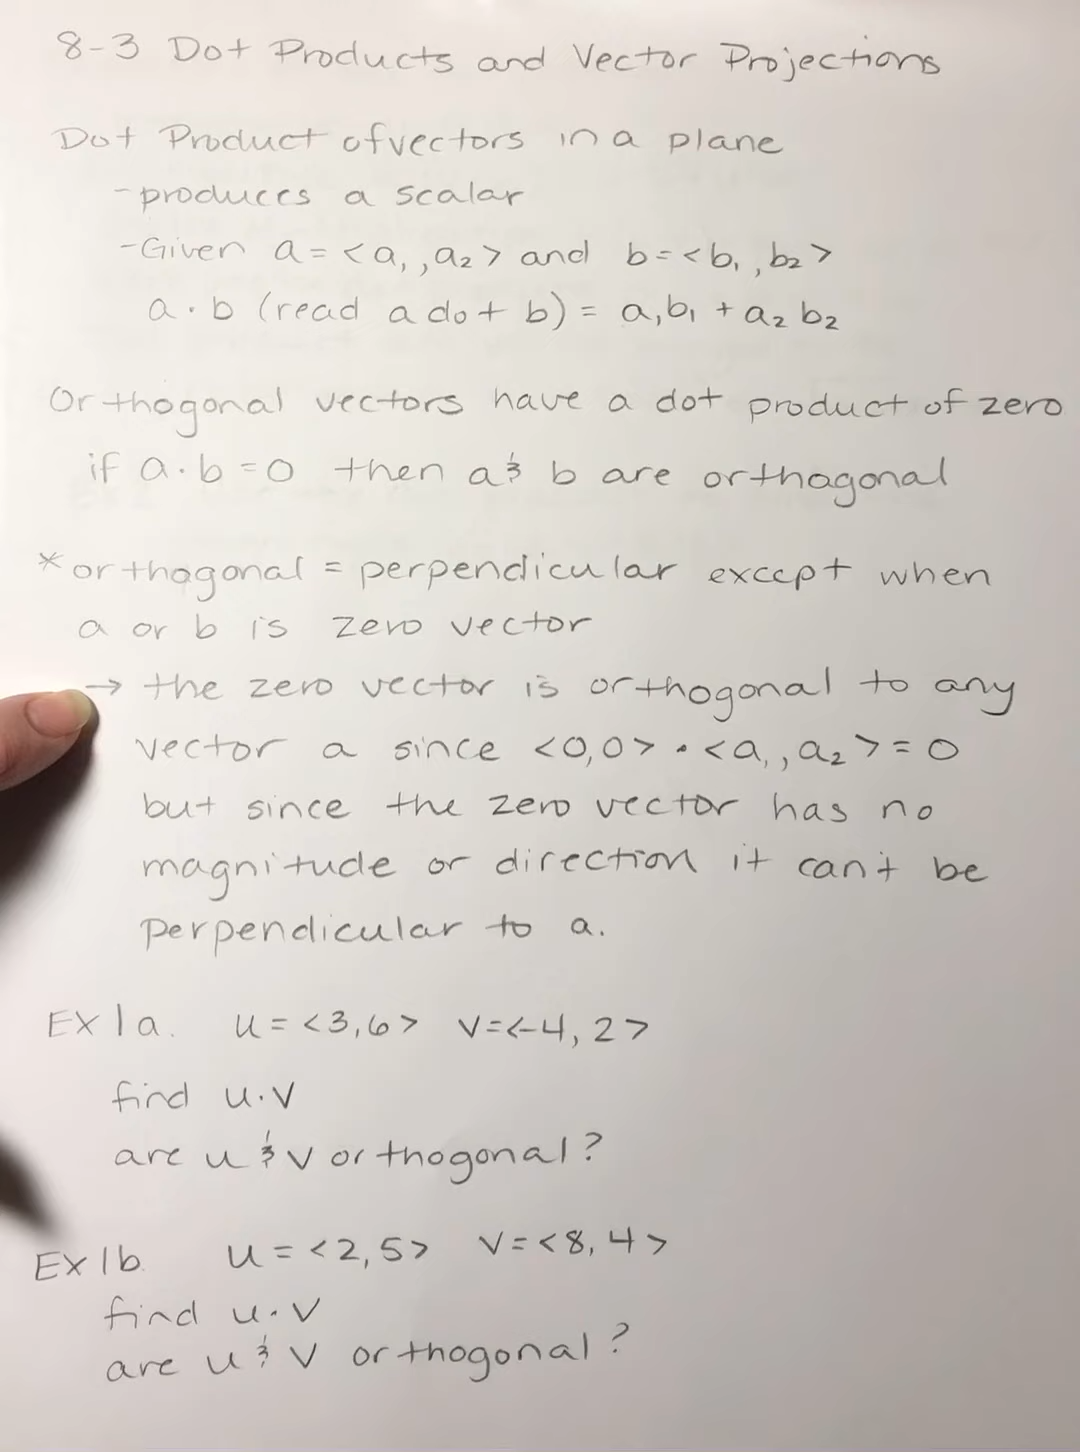 8-3 Dot Products and Vector Projections
Dot Product of vectors in a plane
-produces a scalar
-Given a = <a₁, a₂> and b = <b₁, b₂>
a · b (read a dot b) = a₁b₁ + a₂b₂
Orthogonal vectors have a dot product of zero
if a · b = 0 then a & b are orthagonal
* orthagonal = perpendicular except when
a or b is zero vector
→ the zero vector is orthogonal to any
vector a since <0,0> · <a₁, a₂> = 0
but since the zero vector has no
magnitude or direction it can't be
perpendicular to a.
EX 1a. u = <3,6> v = <-4, 2>
find u · v
are u & v orthogonal?
EX 1b. u = <2,5> v = <8,4>
find u · v
are u & v orthogonal?